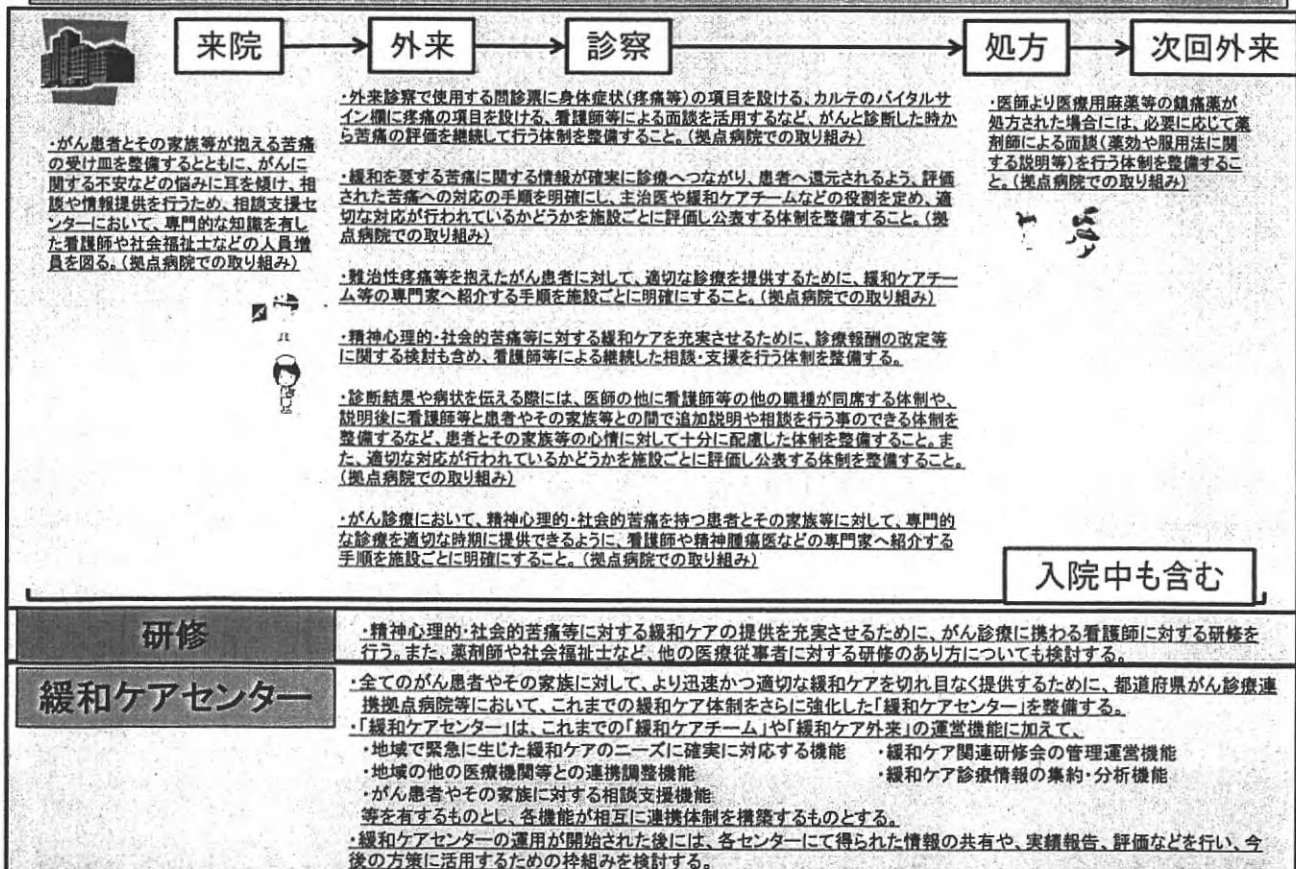 来院
外来
診察
処方
次回外来
・がん患者とその家族等が抱える苦痛
の受け皿を整備するとともに、がんに
関する不安などの悩みに耳を傾け、相
談や情報提供を行うため、相談支援セ
ンターにおいて、専門的な知識を有し
た看護師や社会福祉士などの人員増
員を図る。(拠点病院での取り組み)
・外来診察で使用する問診票に身体症状(疼痛等)の項目を設ける、カルテのバイタルサ
イン欄に疼痛の項目を設ける、看護師等による面談を活用するなど、がんと診断した時か
ら苦痛の評価を継続して行う体制を整備すること。(拠点病院での取り組み)
・緩和を要する苦痛に関する情報が確実に診療へつながり、患者へ還元されるよう、評価
された苦痛への対応の手順を明確にし、主治医や緩和ケアチームなどの役割を定め、適
切な対応が行われているかどうかを施設ごとに評価し公表する体制を整備すること。(拠
点病院での取り組み)
・難治性疼痛等を抱えたがん患者に対して、適切な診療を提供するために、緩和ケアチー
ム等の専門家へ紹介する手順を施設ごとに明確にすること。(拠点病院での取り組み)
・精神心理的・社会的苦痛等に対する緩和ケアを充実させるために、診療報酬の改定等
に関する検討も含め、看護師等による継続した相談・支援を行う体制を整備する。
・診断結果や病状を伝える際には、医師の他に看護師等の他の職種が同席する体制や、
説明後に看護師等と患者やその家族等との間で追加説明や相談を行う事のできる体制を
整備するなど、患者とその家族等の心情に対して十分に配慮した体制を整備すること。ま
た、適切な対応が行われているかどうかを施設ごとに評価し公表する体制を整備すること。
(拠点病院での取り組み)
・がん診療において、精神心理的・社会的苦痛を持つ患者とその家族等に対して、専門的
な診療を適切な時期に提供できるように、看護師や精神腫瘍医などの専門家へ紹介する
手順を施設ごとに明確にすること。(拠点病院での取り組み)
・医師より医療用麻薬等の鎮痛薬が
処方された場合には、必要に応じて薬
剤師による面談(薬効や服用法に関
する説明等)を行う体制を整備するこ
と。(拠点病院での取り組み)
入院中も含む
研修
・精神心理的・社会的苦痛等に対する緩和ケアの提供を充実させるために、がん診療に携わる看護師に対する研修を
行う。また、薬剤師や社会福祉士など、他の医療従事者に対する研修のあり方についても検討する。
緩和ケアセンター
・全てのがん患者やその家族に対して、より迅速かつ適切な緩和ケアを切れ目なく提供するために、都道府県がん診療連
携拠点病院等において、これまでの緩和ケア体制をさらに強化した「緩和ケアセンター」を整備する。
・「緩和ケアセンター」は、これまでの「緩和ケアチーム」や「緩和ケア外来」の運営機能に加えて、
・地域で緊急に生じた緩和ケアのニーズに確実に対応する機能 ・緩和ケア関連研修会の管理運営機能
・地域の他の医療機関等との連携調整機能 ・緩和ケア診療情報の集約・分析機能
・がん患者やその家族に対する相談支援機能
等を有するものとし、各機能が相互に連携体制を構築するものとする。
・緩和ケアセンターの運用が開始された後には、各センターにて得られた情報の共有や、実績報告、評価などを行い、今
後の方策に活用するための枠組みを検討する。